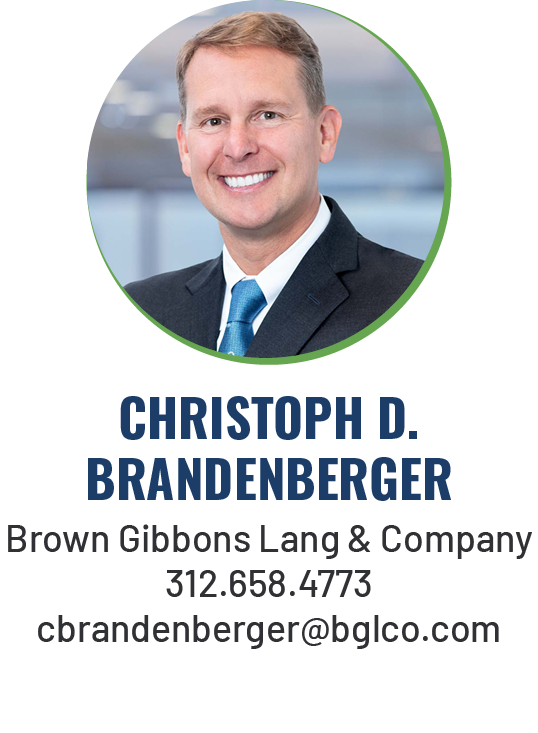 CHRISTOPH D.
BRANDENBERGER
Brown Gibbons Lang & Company
312.658.4773
cbrandenberger@bglco.com